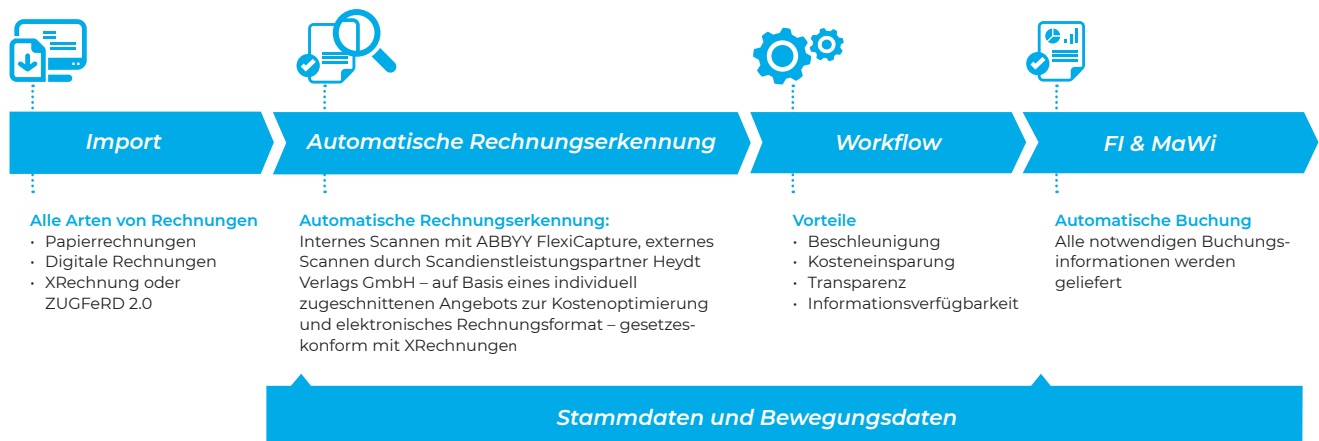 Import
Automatische Rechnungserkennung
Workflow
FI & MaWi
Alle Arten von Rechnungen
• Papierrechnungen
• Digitale Rechnungen
• XRechnung oder
ZUGFeRD 2.0
Automatische Rechnungserkennung:
Internes Scannen mit ABBYY FlexiCapture, externes
Scannen durch Scandienstleistungspartner Heydt
Verlags GmbH – auf Basis eines individuell
zugeschnittenen Angebots zur Kostenoptimierung
und elektronisches Rechnungsformat – gesetzes-
konform mit XRechnungen
Vorteile
• Beschleunigung
• Kosteneinsparung
• Transparenz
• Informationsverfügbarkeit
Automatische Buchung
Alle notwendigen Buchungs-
informationen werden
geliefert
Stammdaten und Bewegungsdaten